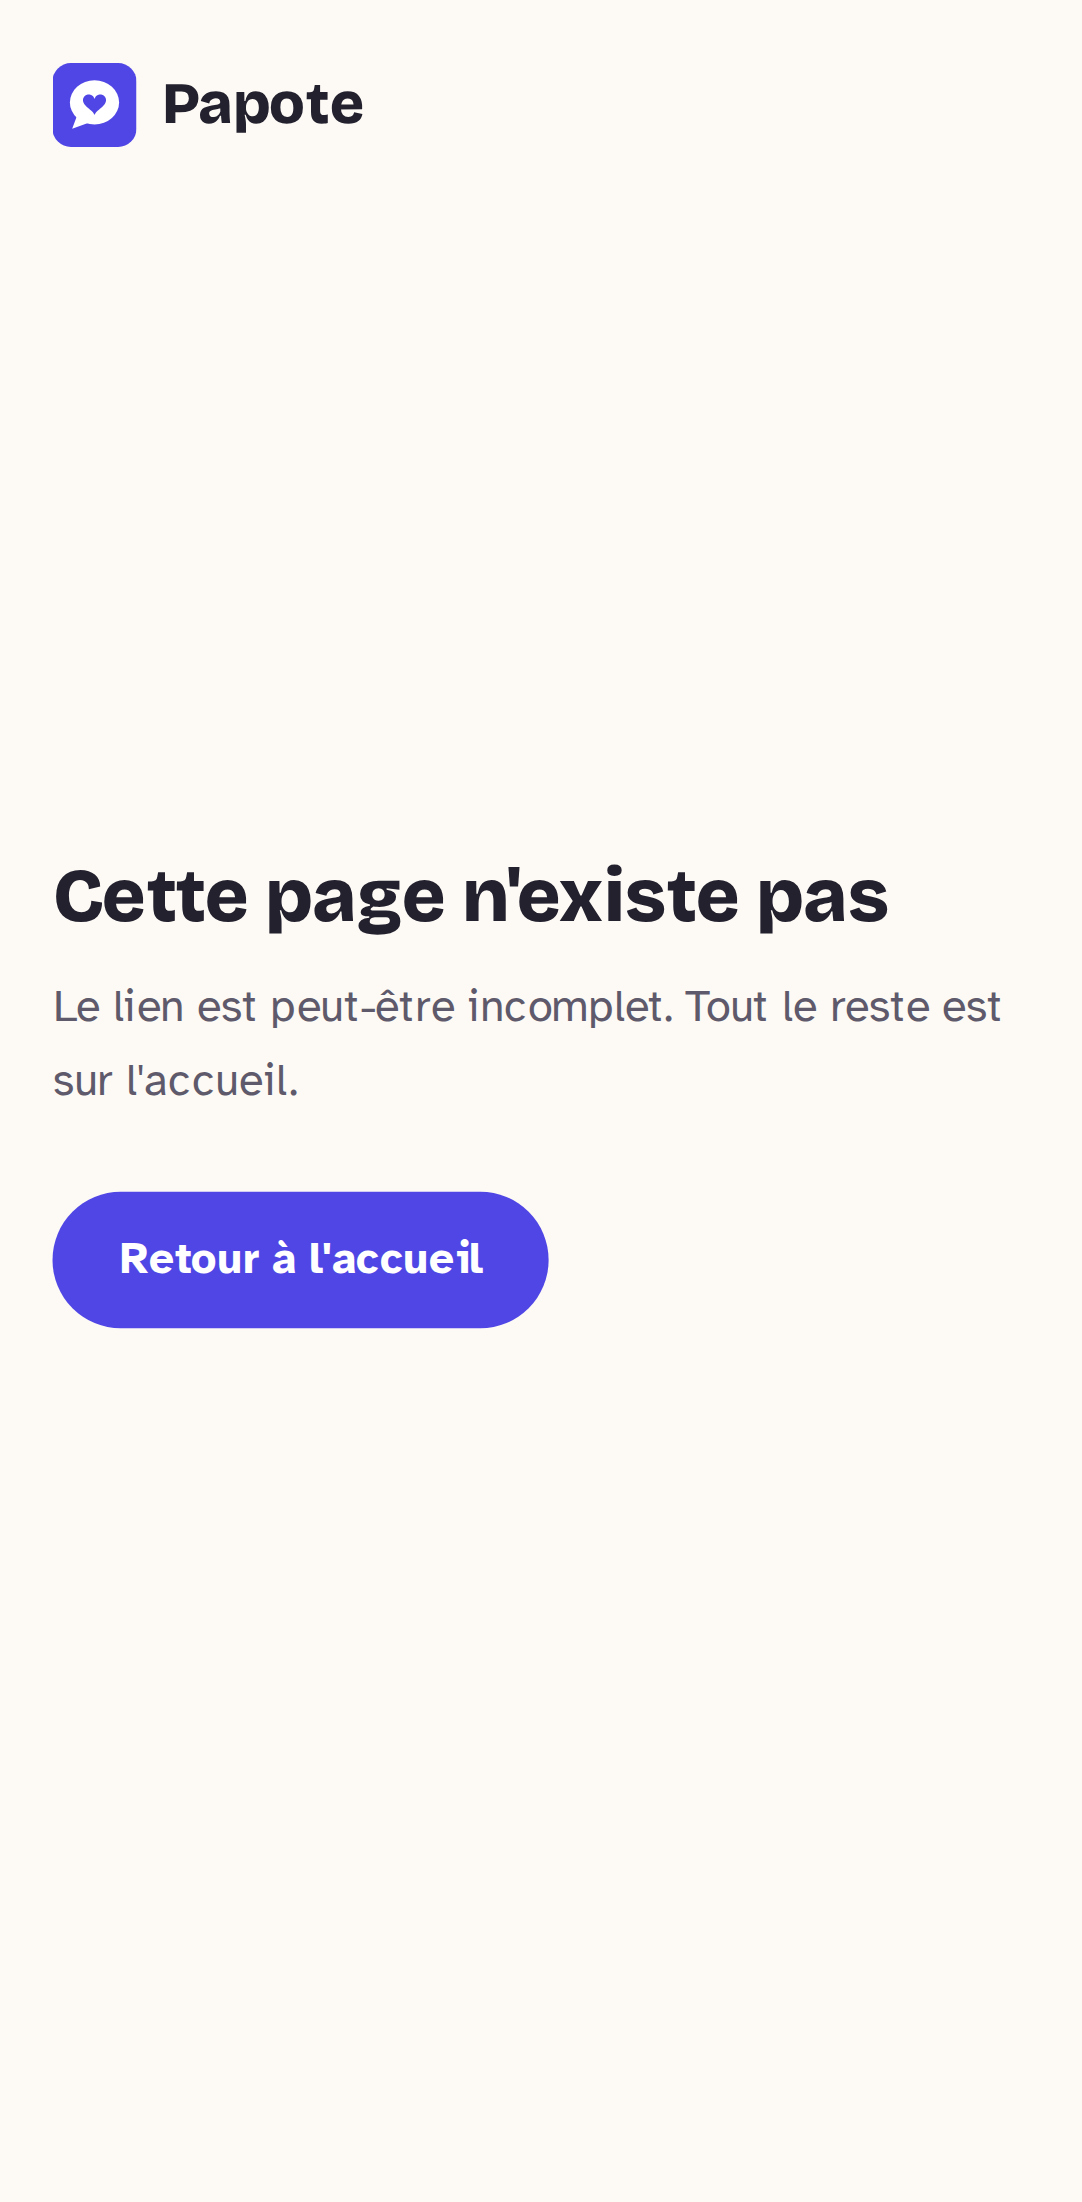 Papote
Cette page n'existe pas
Le lien est peut-être incomplet. Tout le reste est
sur l'accueil.
Retour à l'accueil